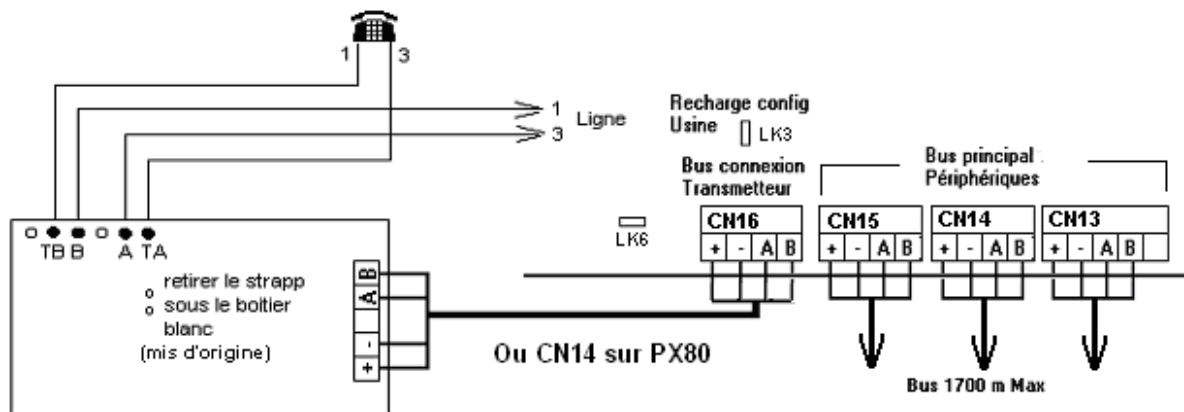 1 3
1
Ligne
3
Recharge config
Usine
LK3
Bus connexion
Transmetteur
Bus principal
Périphériques
LK6
CN16
+ - A B
CN15
+ - A B
CN14
+ - A B
CN13
+ - A B
TB B A TA
retirer le strapp
sous le boitier
blanc
(mis d'origine)
B
A
-
+
Ou CN14 sur PX80
Bus 1700 m Max